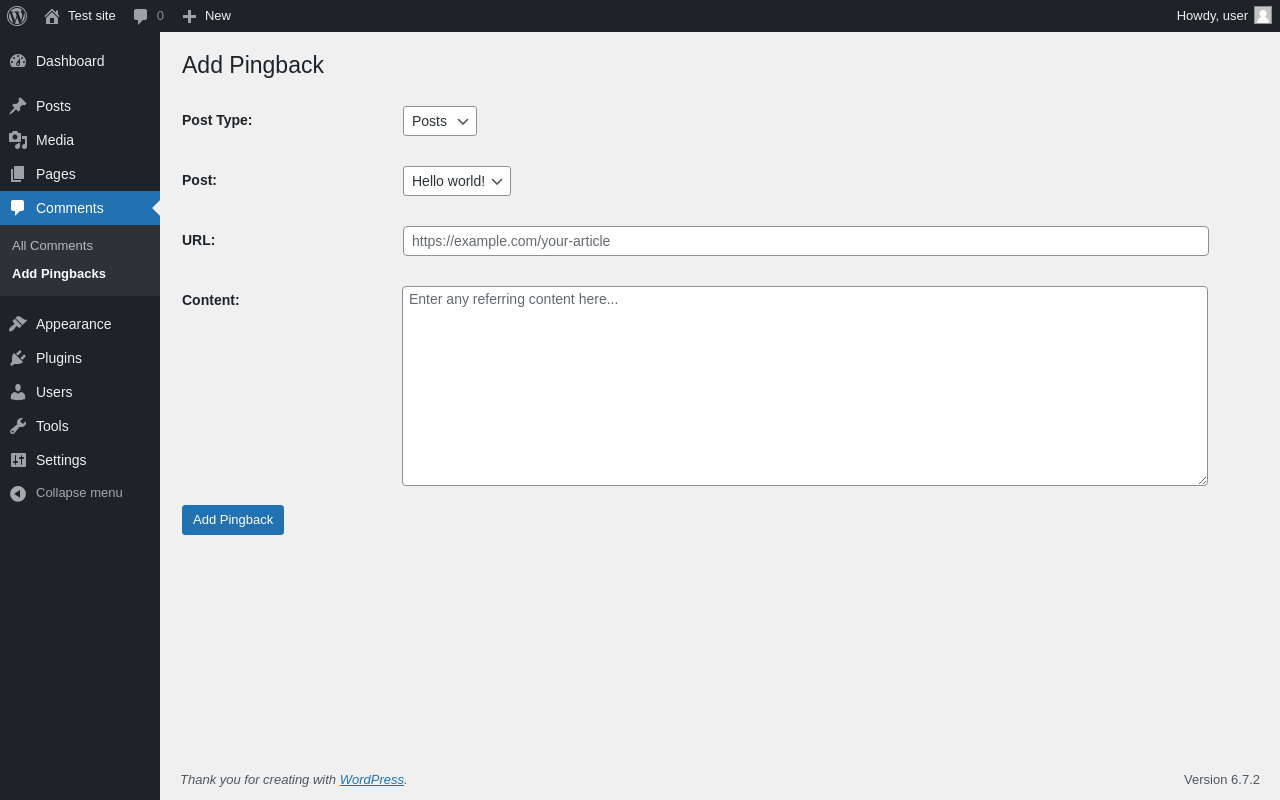 Test site
0
New
Howdy, user
Dashboard
Posts
Media
Pages
Comments
All Comments
Add Pingbacks
Appearance
Plugins
Users
Tools
Settings
Collapse menu
Add Pingback
Post Type:
Posts
Post:
Hello world!
URL:
https://example.com/your-article
Content:
Enter any referring content here...
Add Pingback
Thank you for creating with WordPress.
Version 6.7.2